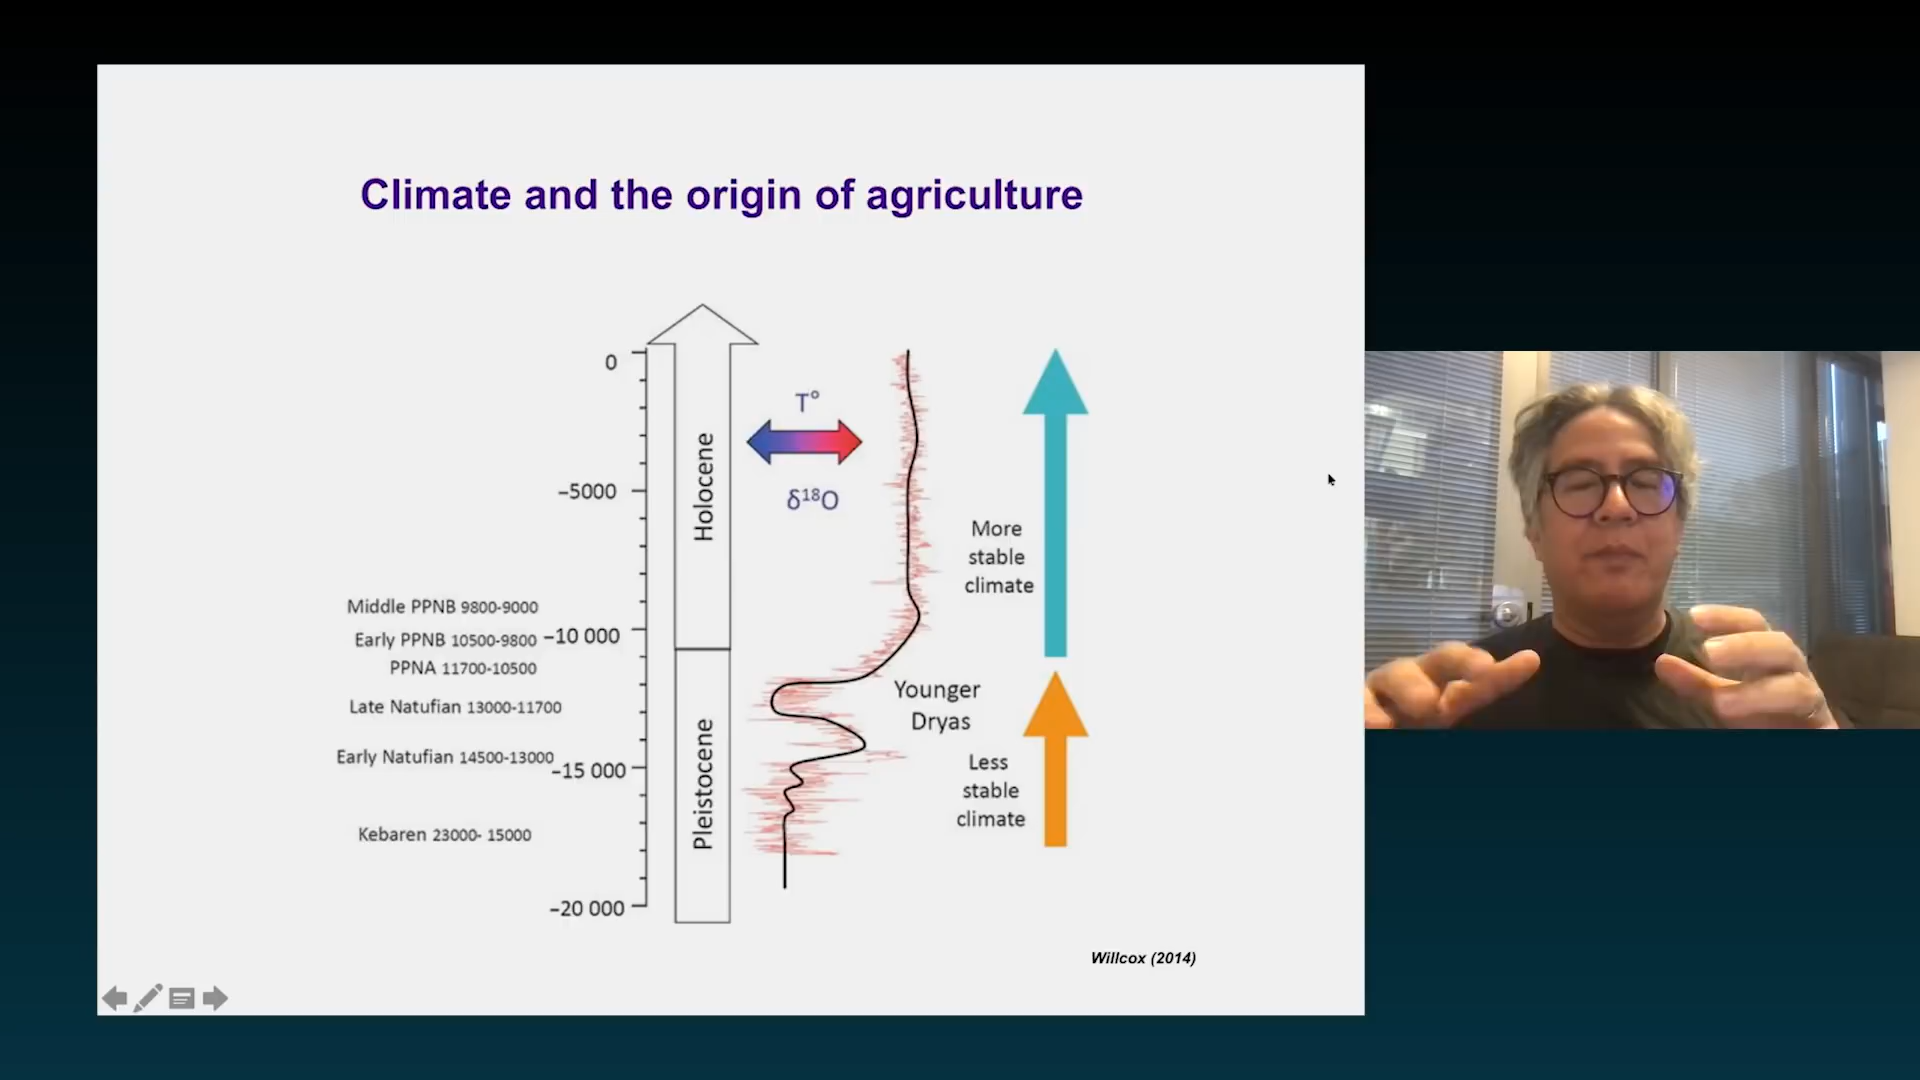 Climate and the origin of agriculture
0
−5000
−10 000
−15 000
−20 000
Holocene
Pleistocene
T°
δ¹⁸O
Middle PPNB 9800-9000
Early PPNB 10500-9800
PPNA 11700-10500
Late Natufian 13000-11700
Early Natufian 14500-13000
Kebaren 23000- 15000
More
stable
climate
Younger
Dryas
Less
stable
climate
Willcox (2014)